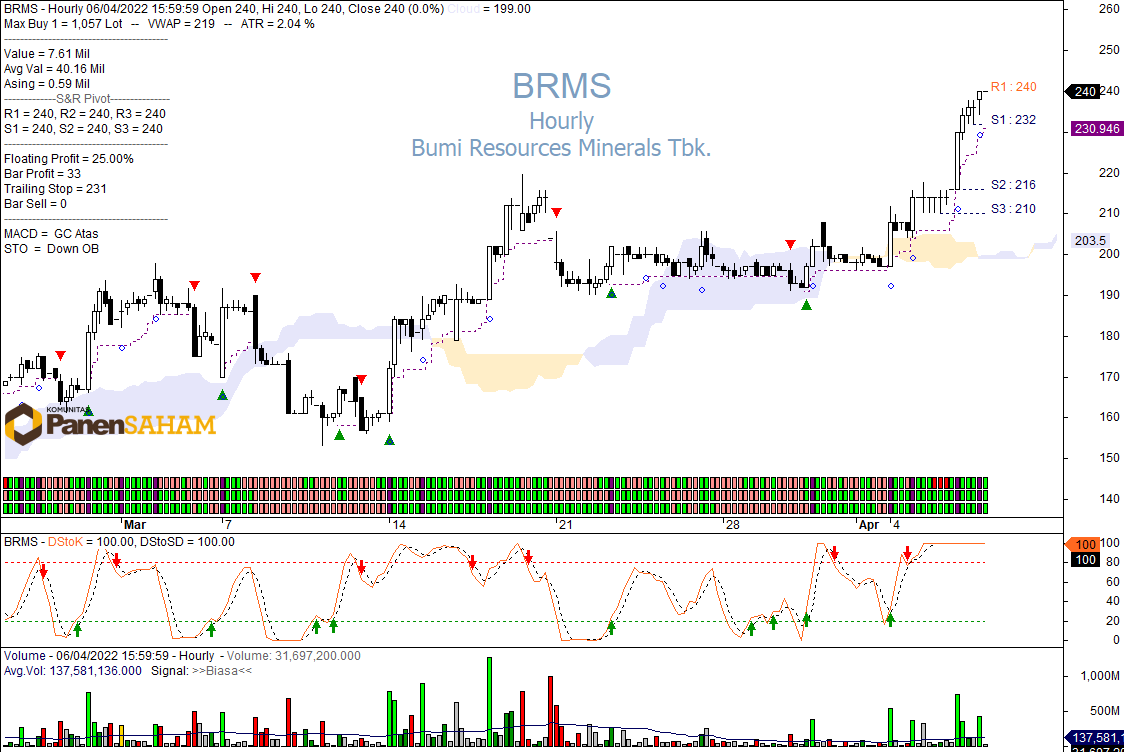 BRMS - Hourly 06/04/2022 15:59:59 Open 240, Hi 240, Lo 240, Close 240 (0.0%) Cloud = 199.00
Max Buy 1 = 1,057 Lot -- VWAP = 219 -- ATR = 2.04 %
Value = 7.61 Mil
Avg Val = 40.16 Mil
Asing = 0.59 Mil
-------------S&R Pivot---------------
R1 = 240, R2 = 240, R3 = 240
S1 = 240, S2 = 240, S3 = 240
Floating Profit = 25.00%
Bar Profit = 33
Trailing Stop = 231
Bar Sell = 0
MACD = GC Atas
STO = Down OB
BRMS
Hourly
Bumi Resources Minerals Tbk.
R1 : 240
S1 : 232
S2 : 216
S3 : 210
260
250
240 240
230.946
220
210
203.5
200
190
180
170
160
150
140
KOMUNITAS
PanenSAHAM
Mar 7 14 21 28 Apr 4
BRMS - DStoK = 100.00, DStoSD = 100.00
100 100
100
80
60
40
20
0
Volume - 06/04/2022 15:59:59 - Hourly - Volume: 31,697,200.000
Avg.Vol: 137,581,136.000 Signal: >>Biasa<<
1,000M
500M
137,581,1